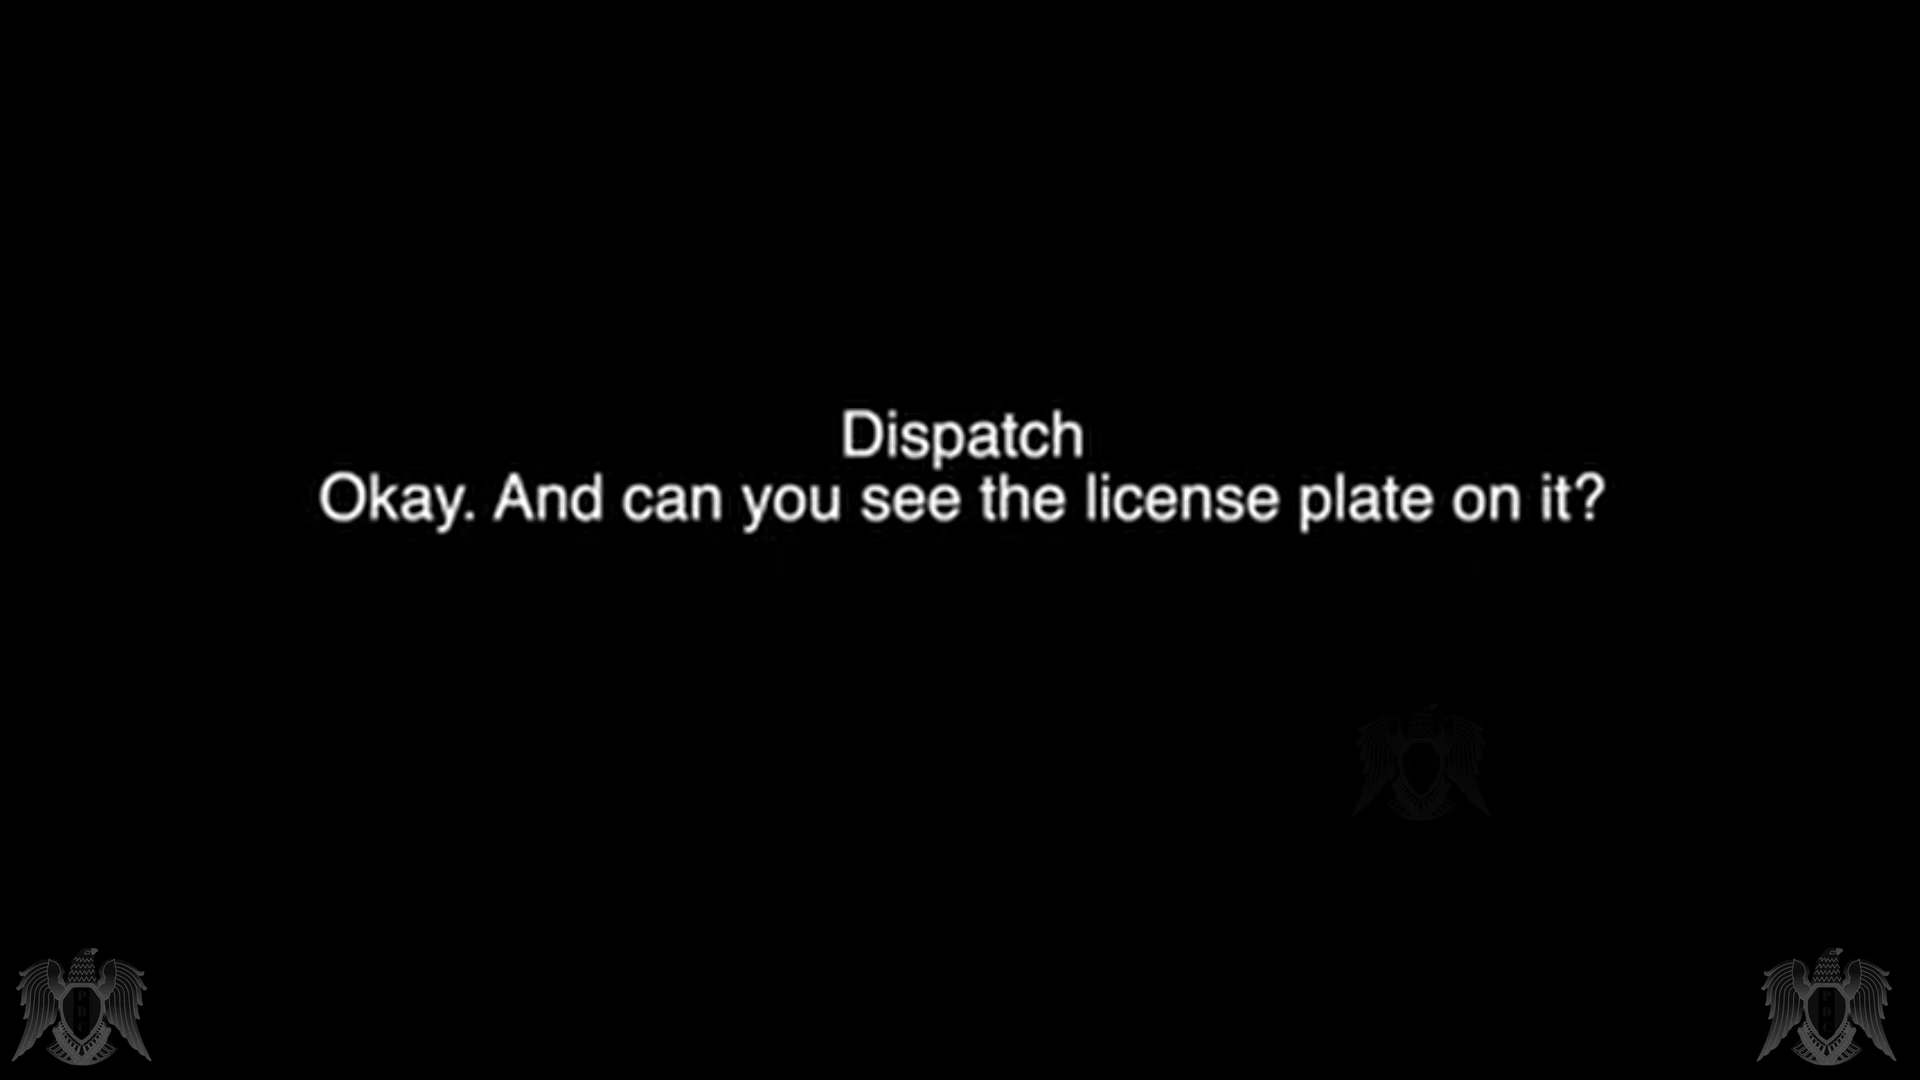 Dispatch
Okay. And can you see the license plate on it?